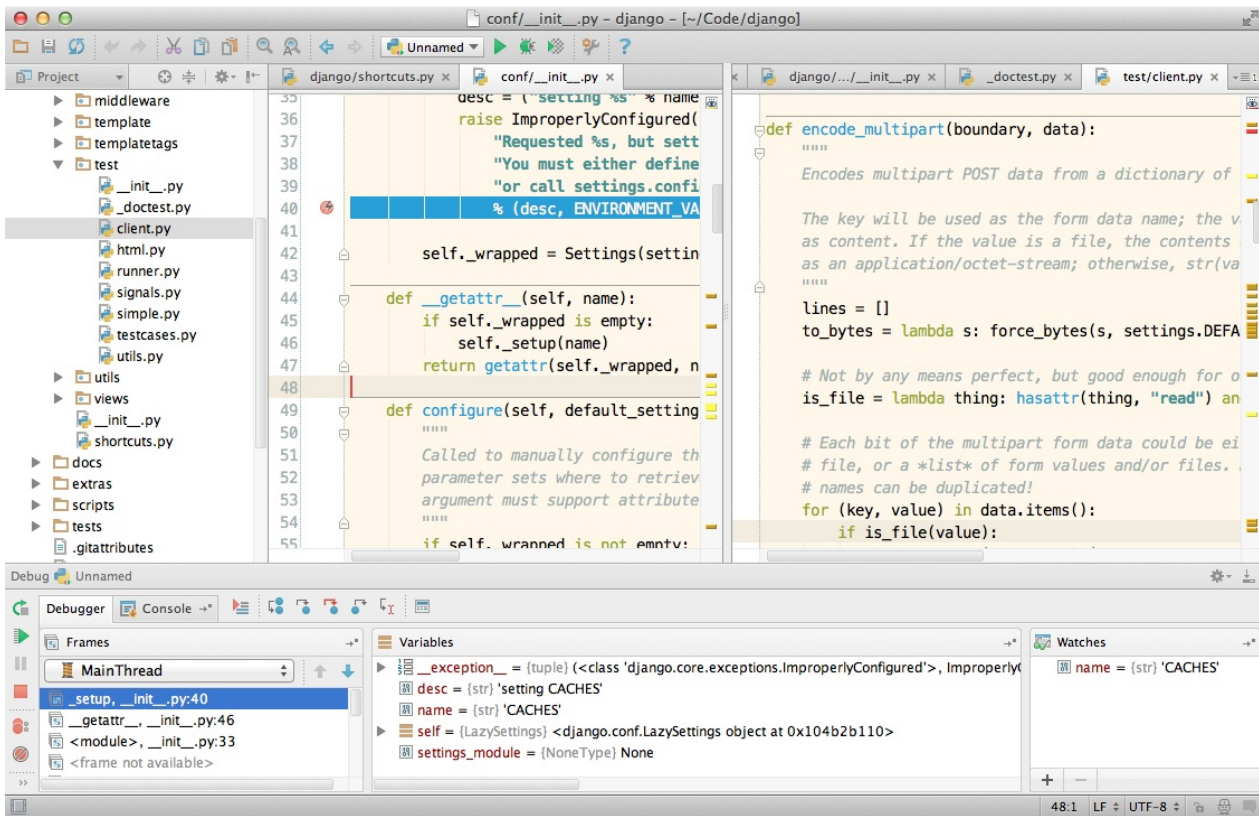 conf/__init__.py – django – [~/Code/django]
Unnamed
Project
django/shortcuts.py
conf/__init__.py
django/.../__init__.py
_doctest.py
test/client.py
middleware
template
templatetags
test
__init__.py
_doctest.py
client.py
html.py
runner.py
signals.py
simple.py
testcases.py
utils.py
utils
views
__init__.py
shortcuts.py
docs
extras
scripts
tests
.gitattributes
35 desc = ("setting %s" % name
36 raise ImproperlyConfigured(
37 "Requested %s, but sett
38 "You must either define
39 "or call settings.confi
40 % (desc, ENVIRONMENT_VA
41
42 self._wrapped = Settings(settin
43
44 def __getattr__(self, name):
45 if self._wrapped is empty:
46 self._setup(name)
47 return getattr(self._wrapped, n
48
49 def configure(self, default_setting
50 """
51 Called to manually configure th
52 parameter sets where to retriev
53 argument must support attribute
54 """
55 if self._wrapped is not empty:
def encode_multipart(boundary, data):
"""
Encodes multipart POST data from a dictionary of
The key will be used as the form data name; the v
as content. If the value is a file, the contents
as an application/octet-stream; otherwise, str(va
"""
lines = []
to_bytes = lambda s: force_bytes(s, settings.DEFA
# Not by any means perfect, but good enough for o
is_file = lambda thing: hasattr(thing, "read") an
# Each bit of the multipart form data could be ei
# file, or a *list* of form values and/or files.
# names can be duplicated!
for (key, value) in data.items():
if is_file(value):
Debug Unnamed
Debugger
Console
Frames
MainThread
_setup, __init__.py:40
__getattr__, __init__.py:46
<module>, __init__.py:33
<frame not available>
Variables
__exception__ = {tuple} (<class 'django.core.exceptions.ImproperlyConfigured'>, Improperly
desc = {str} 'setting CACHES'
name = {str} 'CACHES'
self = {LazySettings} <django.conf.LazySettings object at 0x104b2b110>
settings_module = {NoneType} None
Watches
name = {str} 'CACHES'
48:1 LF UTF-8